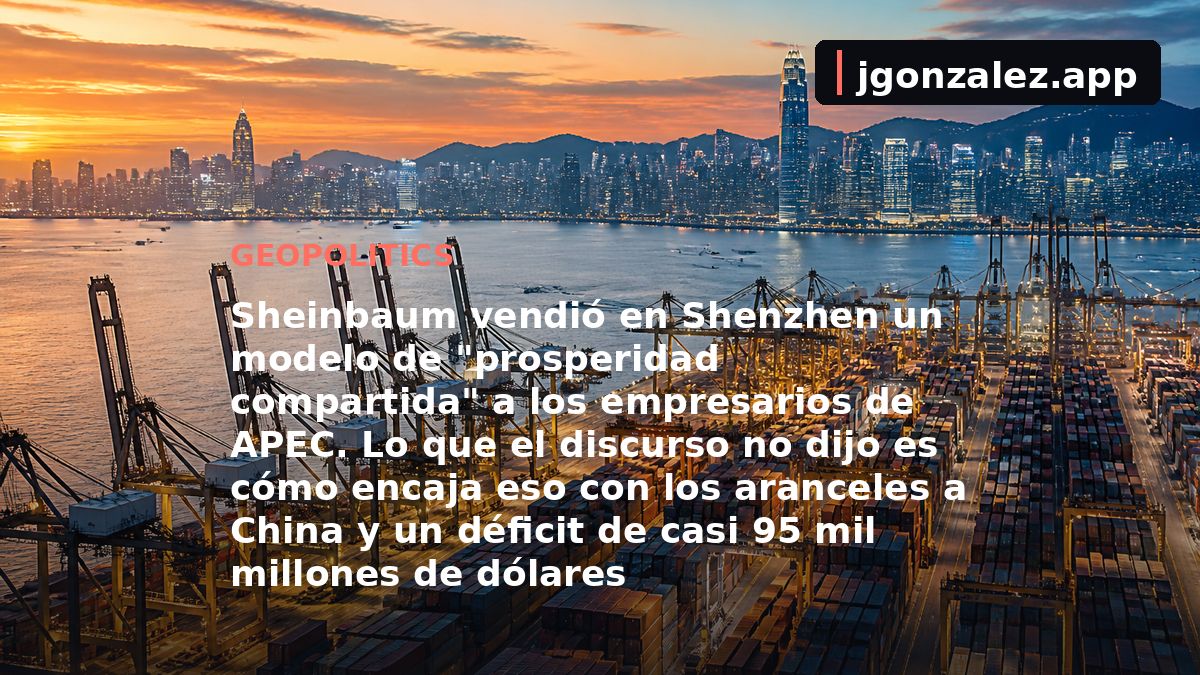 jgonzalez.app
GEOPOLITICS
Sheinbaum vendió en Shenzhen un
modelo de "prosperidad
compartida" a los empresarios de
APEC. Lo que el discurso no dijo es
cómo encaja eso con los aranceles a
China y un déficit de casi 95 mil
millones de dólares